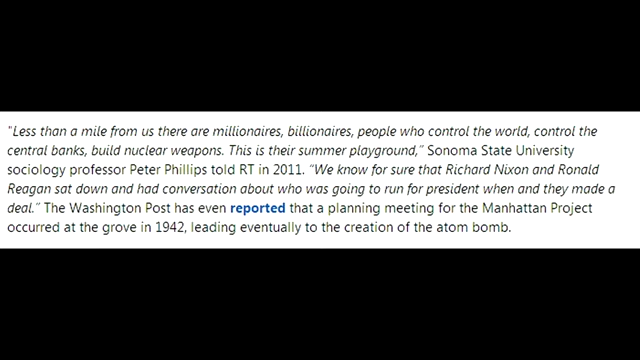 "Less than a mile from us there are millionaires, billionaires, people who control the world, control the
central banks, build nuclear weapons. This is their summer playground,” Sonoma State University
sociology professor Peter Phillips told RT in 2011. “We know for sure that Richard Nixon and Ronald
Reagan sat down and had conversation about who was going to run for president when and they made a
deal.” The Washington Post has even reported that a planning meeting for the Manhattan Project
occurred at the grove in 1942, leading eventually to the creation of the atom bomb.